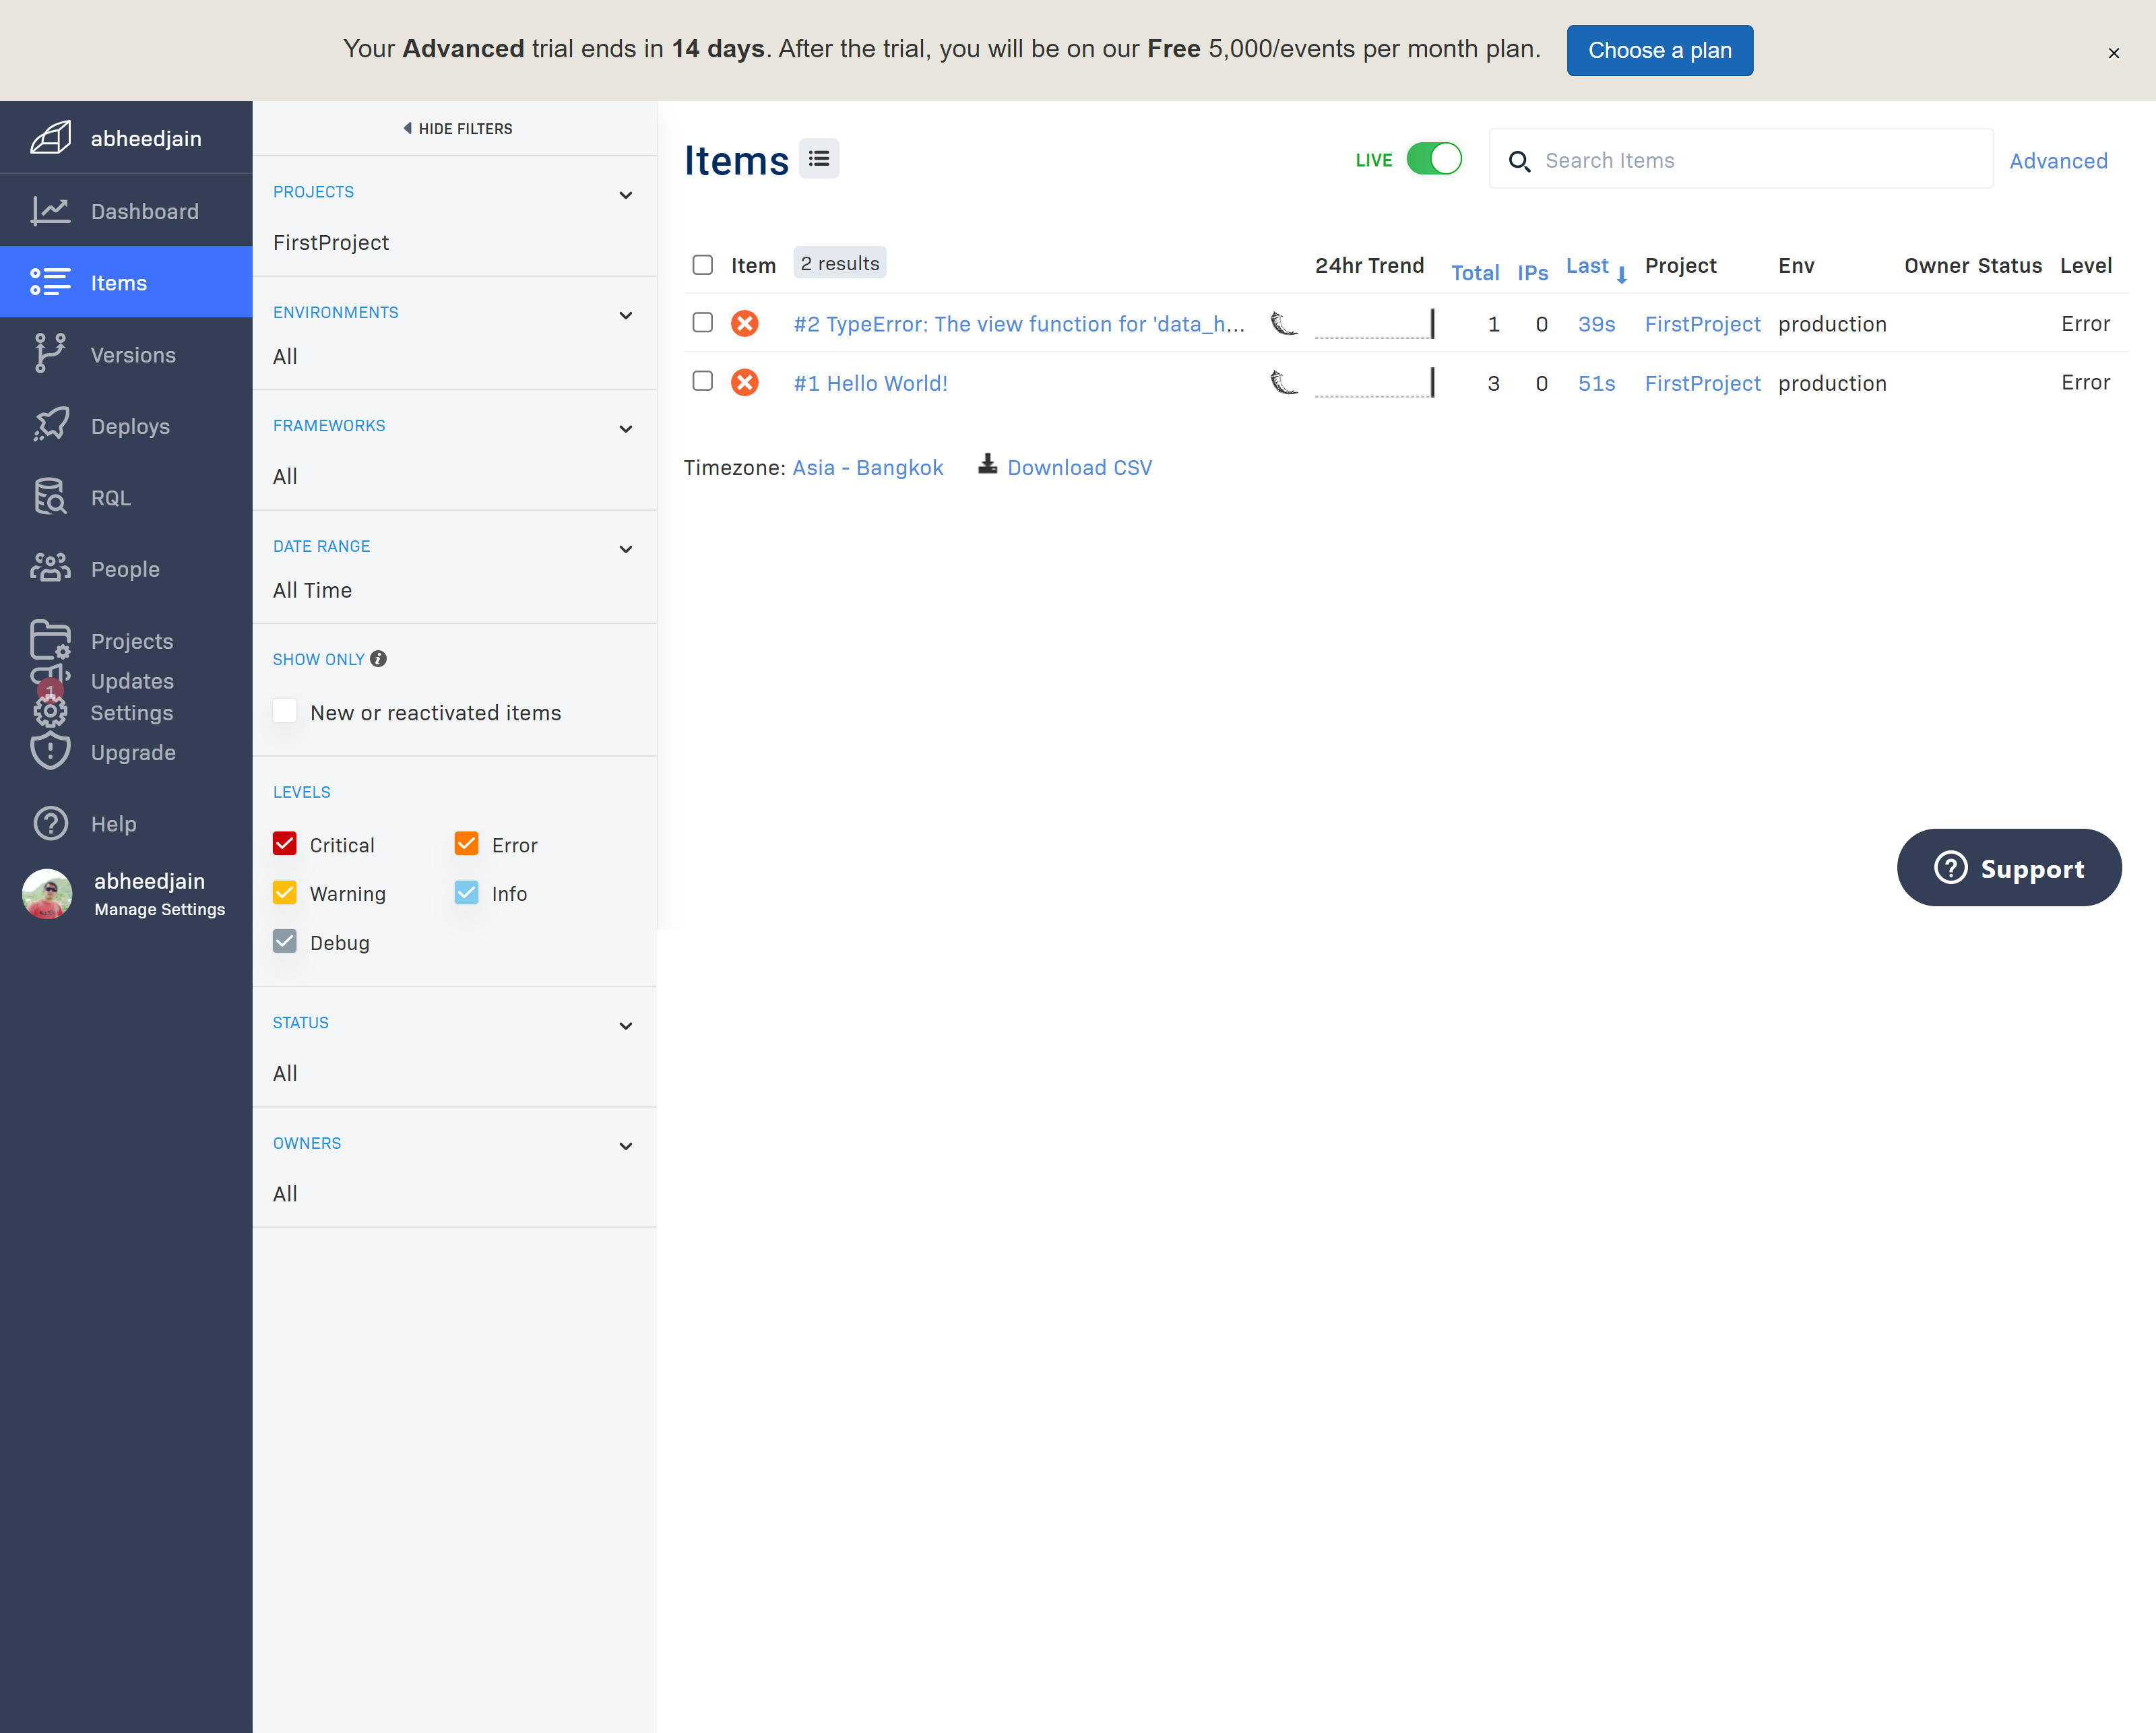 Your Advanced trial ends in 14 days. After the trial, you will be on our Free 5,000/events per month plan.
Choose a plan
×
abheedjain
Dashboard
Items
Versions
Deploys
RQL
People
Projects
Updates
1
Settings
Upgrade
Help
abheedjain
Manage Settings
HIDE FILTERS
PROJECTS
FirstProject
ENVIRONMENTS
All
FRAMEWORKS
All
DATE RANGE
All Time
SHOW ONLY
New or reactivated items
LEVELS
Critical Error
Warning Info
Debug
STATUS
All
OWNERS
All
Items
LIVE
Search Items
Advanced
Item 2 results 24hr Trend Total IPs Last Project Env Owner Status Level
#2 TypeError: The view function for 'data_h... 1 0 39s FirstProject production Error
#1 Hello World! 3 0 51s FirstProject production Error
Timezone: Asia - Bangkok Download CSV
Support